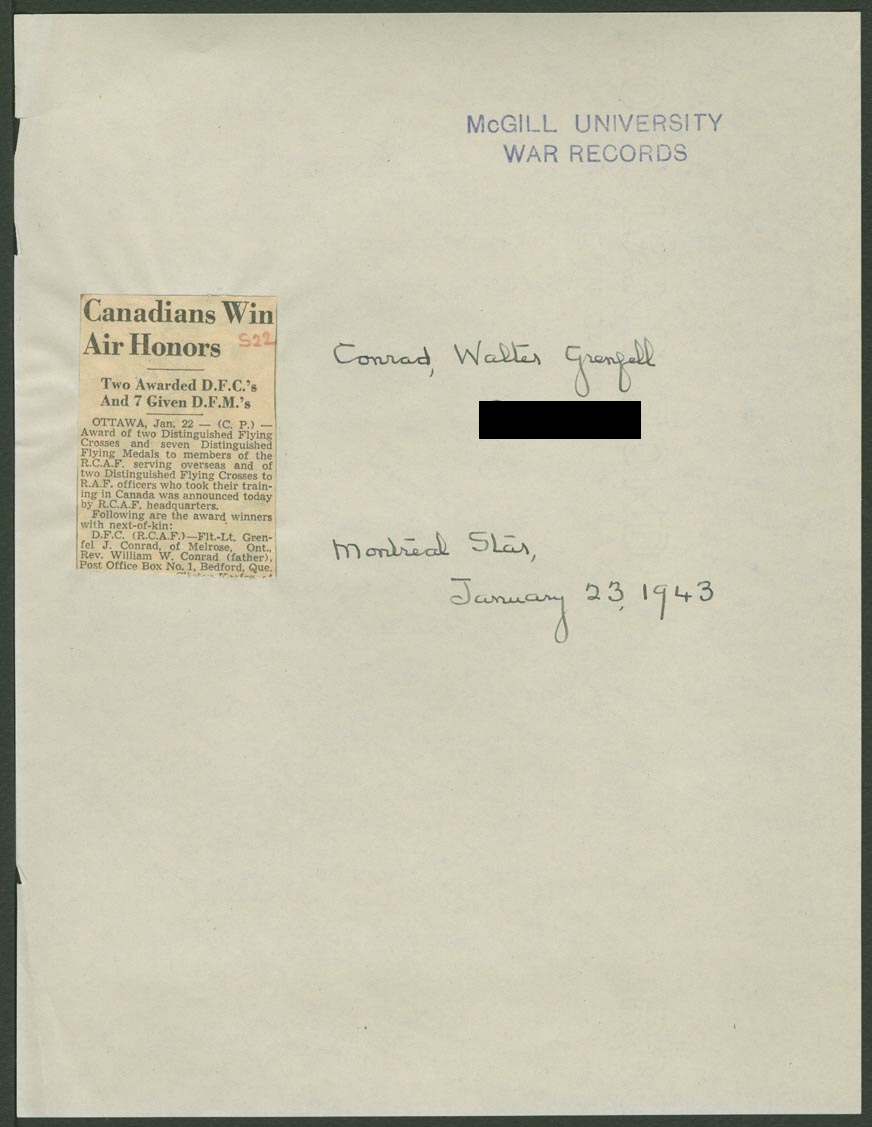 McGILL UNIVERSITY
WAR RECORDS
Canadians Win
Air Honors
S22
Two Awarded D.F.C.'s
And 7 Given D.F.M.'s
OTTAWA, Jan. 22 — (C. P.) —
Award of two Distinguished Flying
Crosses and seven Distinguished
Flying Medals to members of the
R.C.A.F. serving overseas and of
two Distinguished Flying Crosses to
R.A.F. officers who took their train-
ing in Canada was announced today
by R.C.A.F. headquarters.
Following are the award winners
with next-of-kin:
D.F.C. (R.C.A.F.)—Flt.-Lt. Gren-
fel J. Conrad, of Melrose, Ont.,
Rev. William W. Conrad (father),
Post Office Box No. 1, Bedford, Que.
Conrad, Walter Grenfell
Montreal Star,
January 23, 1943